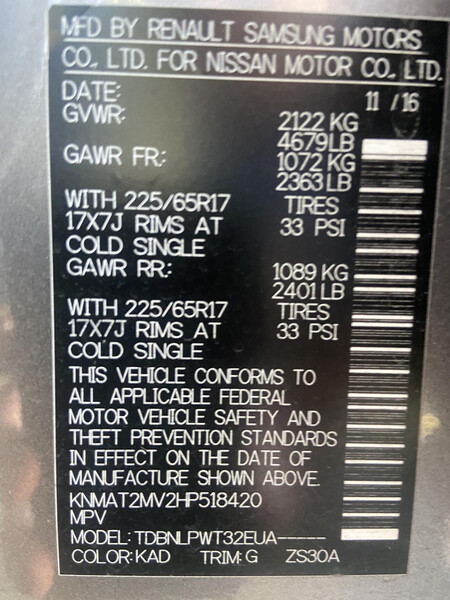 MFD BY RENAULT SAMSUNG MOTORS
CO., LTD. FOR NISSAN MOTOR CO., LTD.
DATE: 11 / 16
GVWR: 2122 KG
4679LB
GAWR FR: 1072 KG
2363 LB
WITH 225/65R17 TIRES
17X7J RIMS AT 33 PSI
COLD SINGLE
GAWR RR: 1089 KG
2401 LB
WITH 225/65R17 TIRES
17X7J RIMS AT 33 PSI
COLD SINGLE
THIS VEHICLE CONFORMS TO
ALL APPLICABLE FEDERAL
MOTOR VEHICLE SAFETY AND
THEFT PREVENTION STANDARDS
IN EFFECT ON THE DATE OF
MANUFACTURE SHOWN ABOVE.
KNMAT2MV2HP518420
MPV
MODEL: TDBNLPWT32EUA-----
COLOR: KAD TRIM: G ZS30A